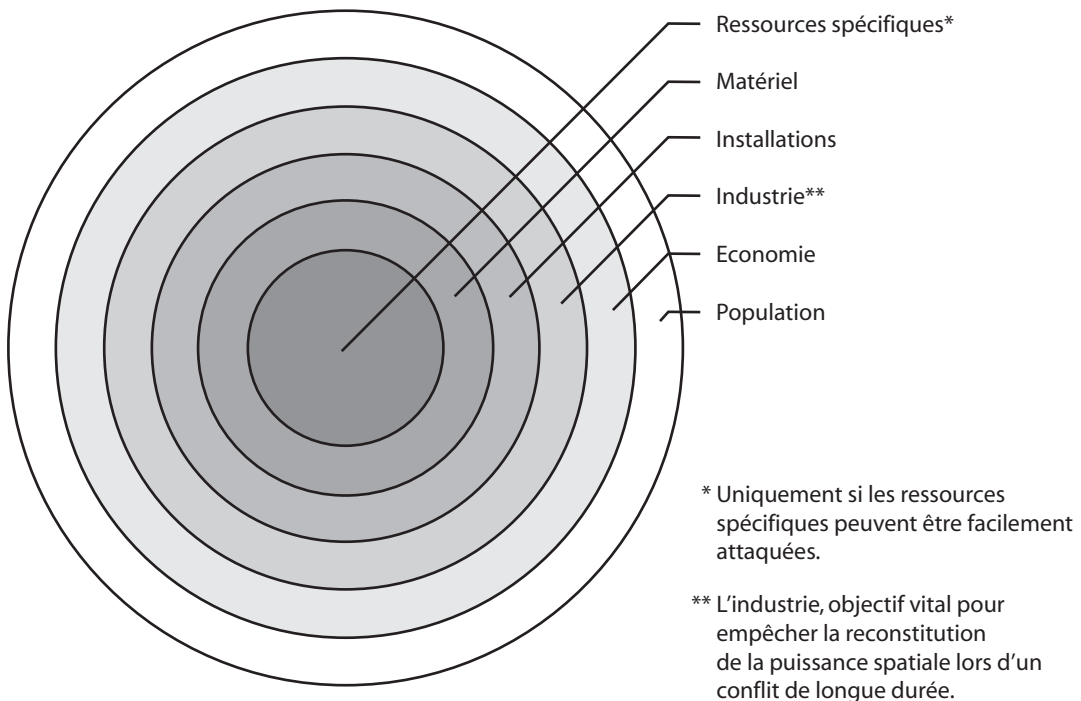 Ressources spécifiques*
Matériel
Installations
Industrie**
Economie
Population
* Uniquement si les ressources
spécifiques peuvent être facilement
attaquées.
** L'industrie, objectif vital pour
empêcher la reconstitution
de la puissance spatiale lors d'un
conflit de longue durée.